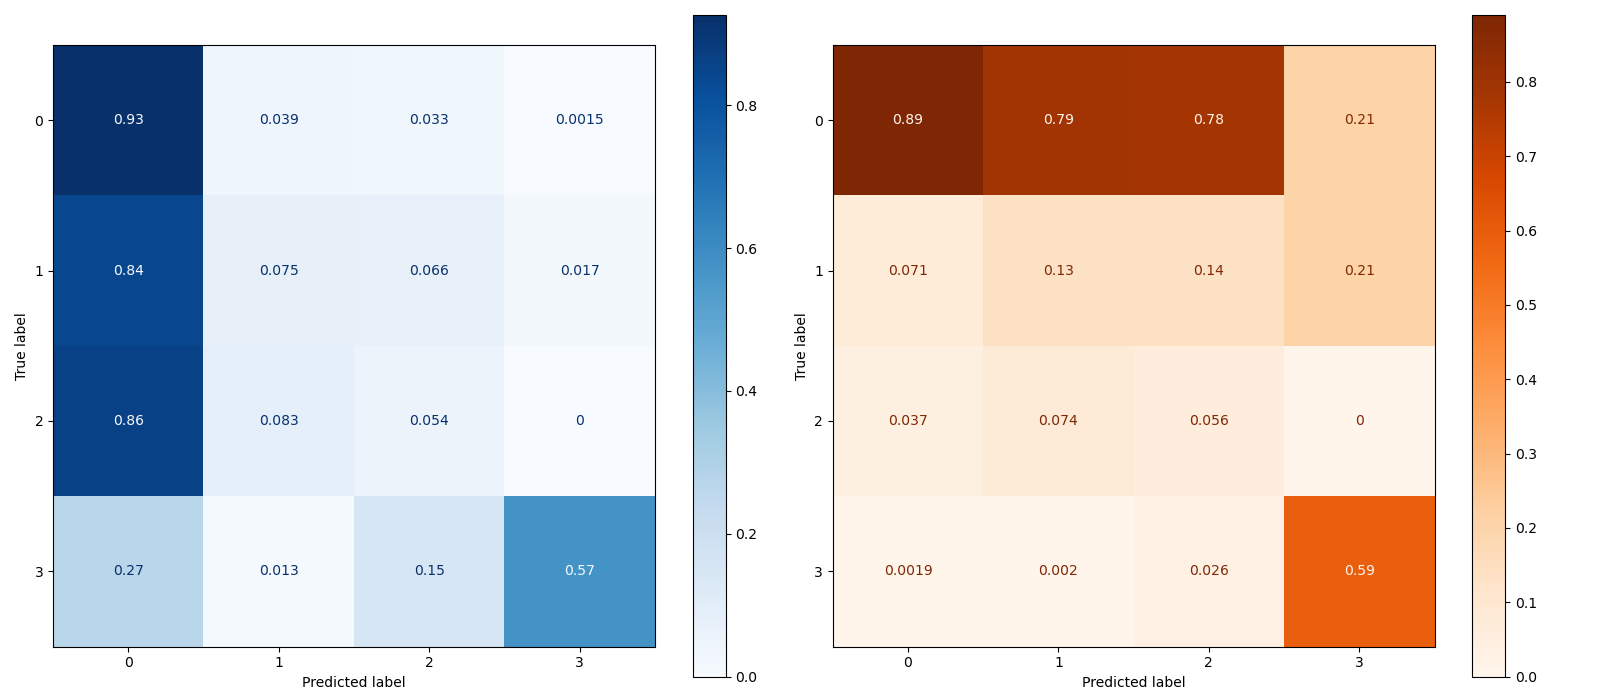 0.93 0.039 0.033 0.0015
0.84 0.075 0.066 0.017
0.86 0.083 0.054 0
0.27 0.013 0.15 0.57
0
1
2
3
True label
0 1 2 3
Predicted label
0.8
0.6
0.4
0.2
0.0
0.89 0.79 0.78 0.21
0.071 0.13 0.14 0.21
0.037 0.074 0.056 0
0.0019 0.002 0.026 0.59
0
1
2
3
True label
0 1 2 3
Predicted label
0.8
0.7
0.6
0.5
0.4
0.3
0.2
0.1
0.0